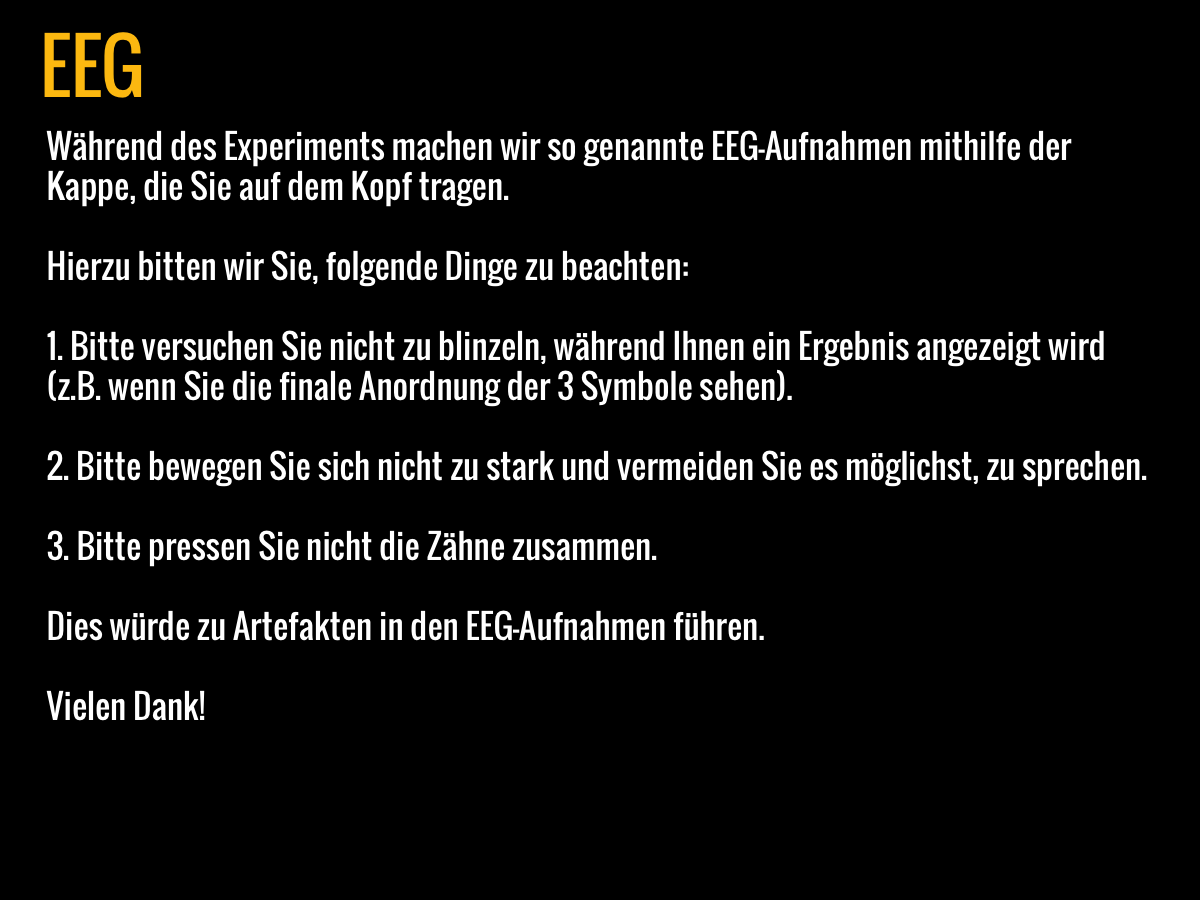 EEG
Während des Experiments machen wir so genannte EEG-Aufnahmen mithilfe der
Kappe, die Sie auf dem Kopf tragen.
Hierzu bitten wir Sie, folgende Dinge zu beachten:
1. Bitte versuchen Sie nicht zu blinzeln, während Ihnen ein Ergebnis angezeigt wird
(z.B. wenn Sie die finale Anordnung der 3 Symbole sehen).
2. Bitte bewegen Sie sich nicht zu stark und vermeiden Sie es möglichst, zu sprechen.
3. Bitte pressen Sie nicht die Zähne zusammen.
Dies würde zu Artefakten in den EEG-Aufnahmen führen.
Vielen Dank!